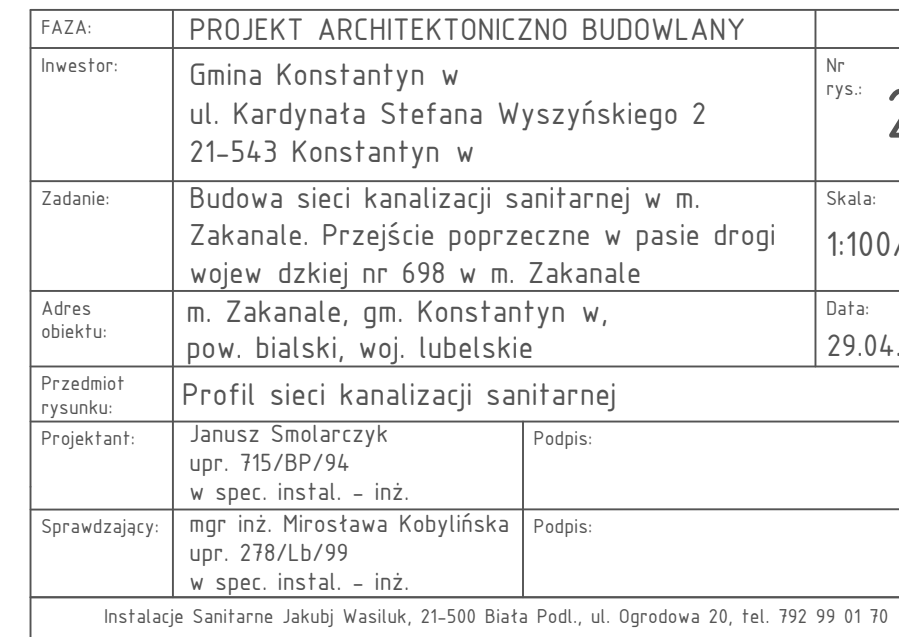 FAZA: PROJEKT ARCHITEKTONICZNO BUDOWLANY
Inwestor:
Gmina Konstantyn w
ul. Kardynała Stefana Wyszyńskiego 2
21-543 Konstantyn w
Nr
rys.:
2
Zadanie:
Budowa sieci kanalizacji sanitarnej w m.
Zakanale. Przejście poprzeczne w pasie drogi
wojew dzkiej nr 698 w m. Zakanale
Skala:
1:100/
Adres
obiektu:
m. Zakanale, gm. Konstantyn w,
pow. bialski, woj. lubelskie
Data:
29.04.
Przedmiot
rysunku:
Profil sieci kanalizacji sanitarnej
Projektant:
Janusz Smolarczyk
upr. 715/BP/94
w spec. instal. - inż.
Podpis:
Sprawdzający:
mgr inż. Mirosława Kobylińska
upr. 278/Lb/99
w spec. instal. - inż.
Podpis:
Instalacje Sanitarne Jakubj Wasiluk, 21-500 Biała Podl., ul. Ogrodowa 20, tel. 792 99 01 70